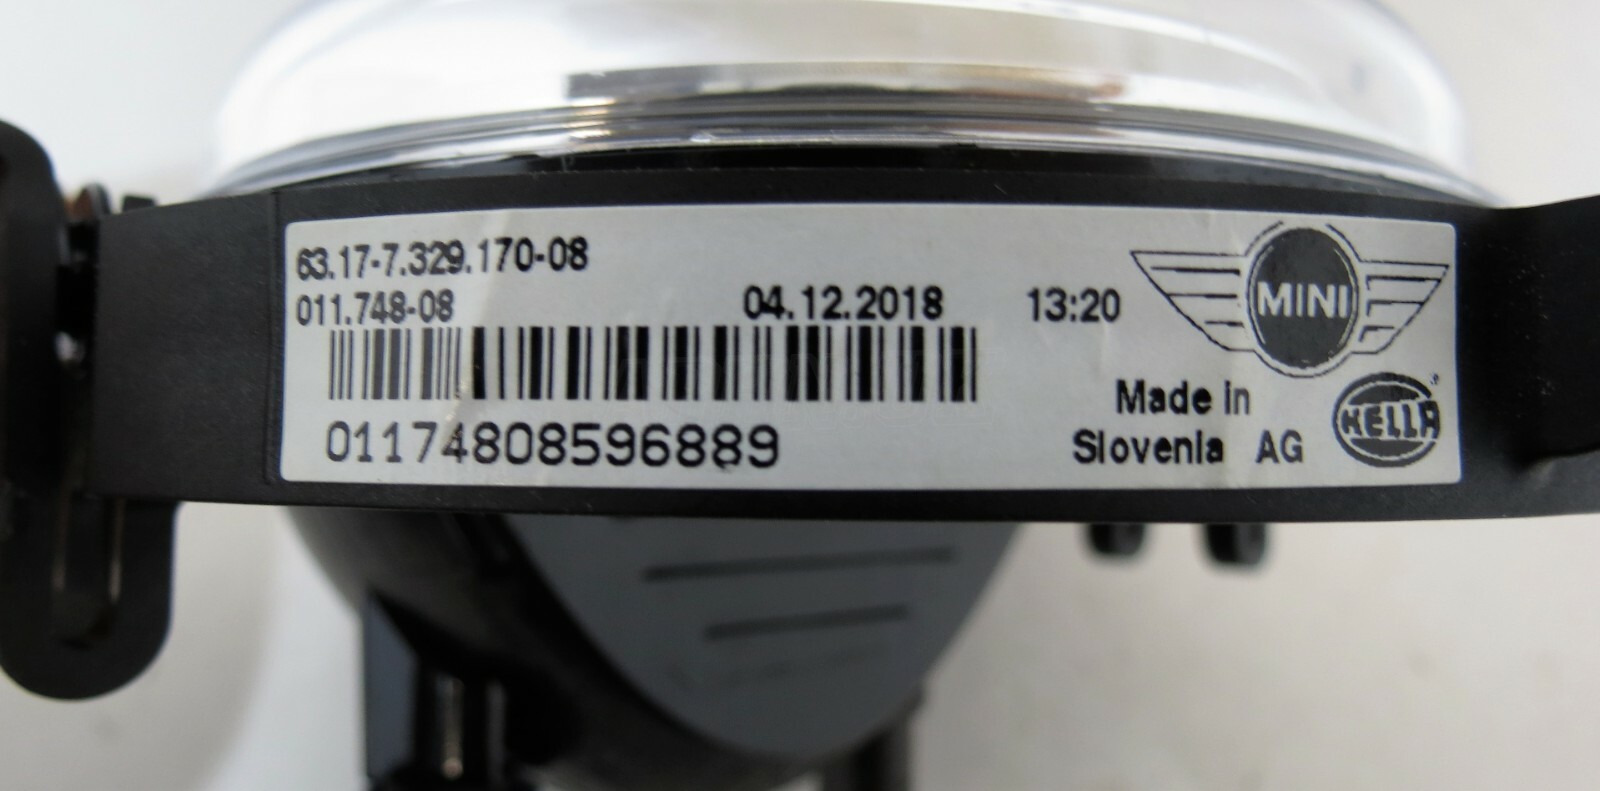 63.17-7.329.170-08
011.748-08
04.12.2018 13:20
MINI
01174808596889
Made in
Slovenia AG
HELLA